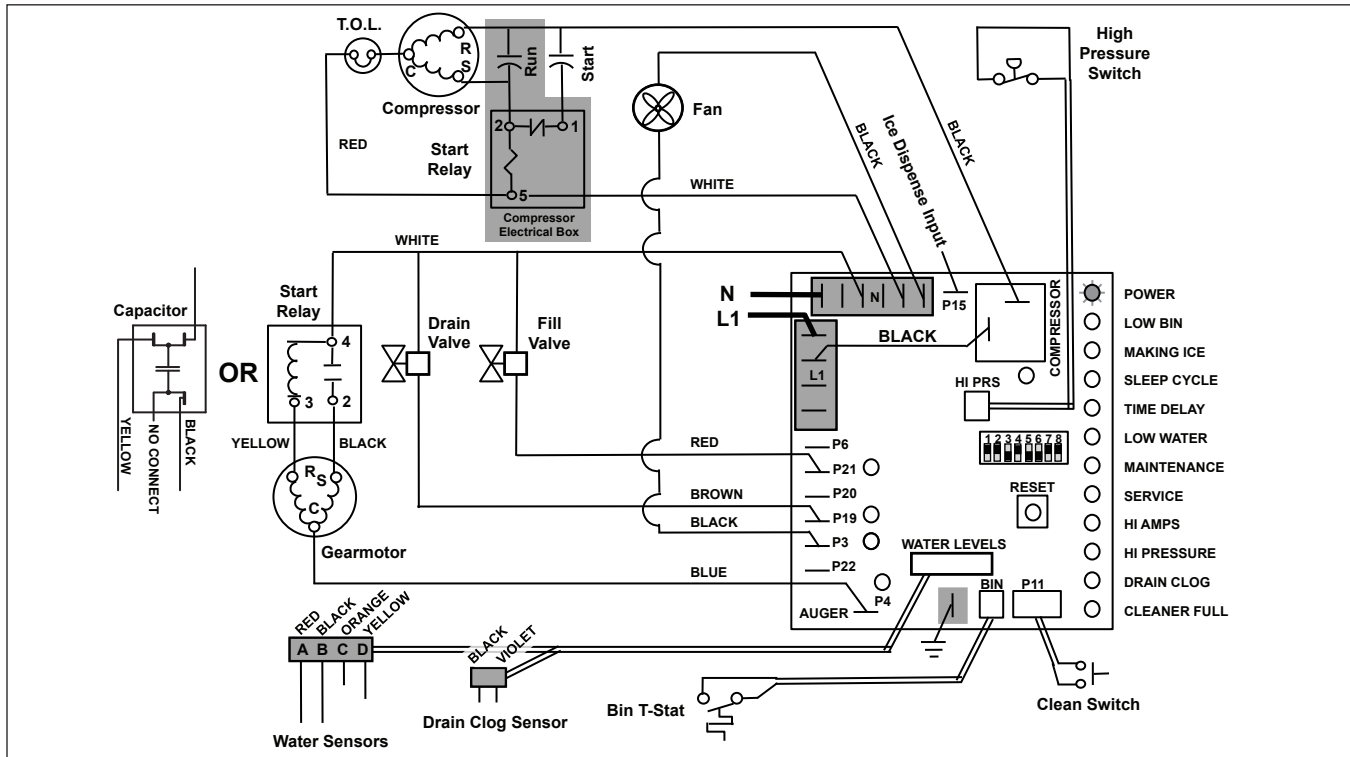 T.O.L.
R
S
C
Compressor
Run
Start
High
Pressure
Switch
Fan
2
1
Start
Relay
5
RED
WHITE
Compressor
Electrical Box
BLACK
Ice Dispense Input
BLACK
WHITE
Capacitor
YELLOW
NO CONNECT
BLACK
OR
Start
Relay
4
3
2
YELLOW
BLACK
R
S
C
Gearmotor
Drain
Valve
Fill
Valve
N
L1
N
P15
BLACK
L1
COMPRESSOR
HI PRS
1 2 3 4 5 6 7 8
RESET
POWER
LOW BIN
MAKING ICE
SLEEP CYCLE
TIME DELAY
LOW WATER
MAINTENANCE
SERVICE
HI AMPS
HI PRESSURE
DRAIN CLOG
CLEANER FULL
RED
P6
P21
P20
BROWN
P19
BLACK
P3
P22
BLUE
P4
AUGER
WATER LEVELS
BIN
P11
RED
BLACK
ORANGE
YELLOW
A B C D
Water Sensors
BLACK
VIOLET
Drain Clog Sensor
Bin T-Stat
Clean Switch